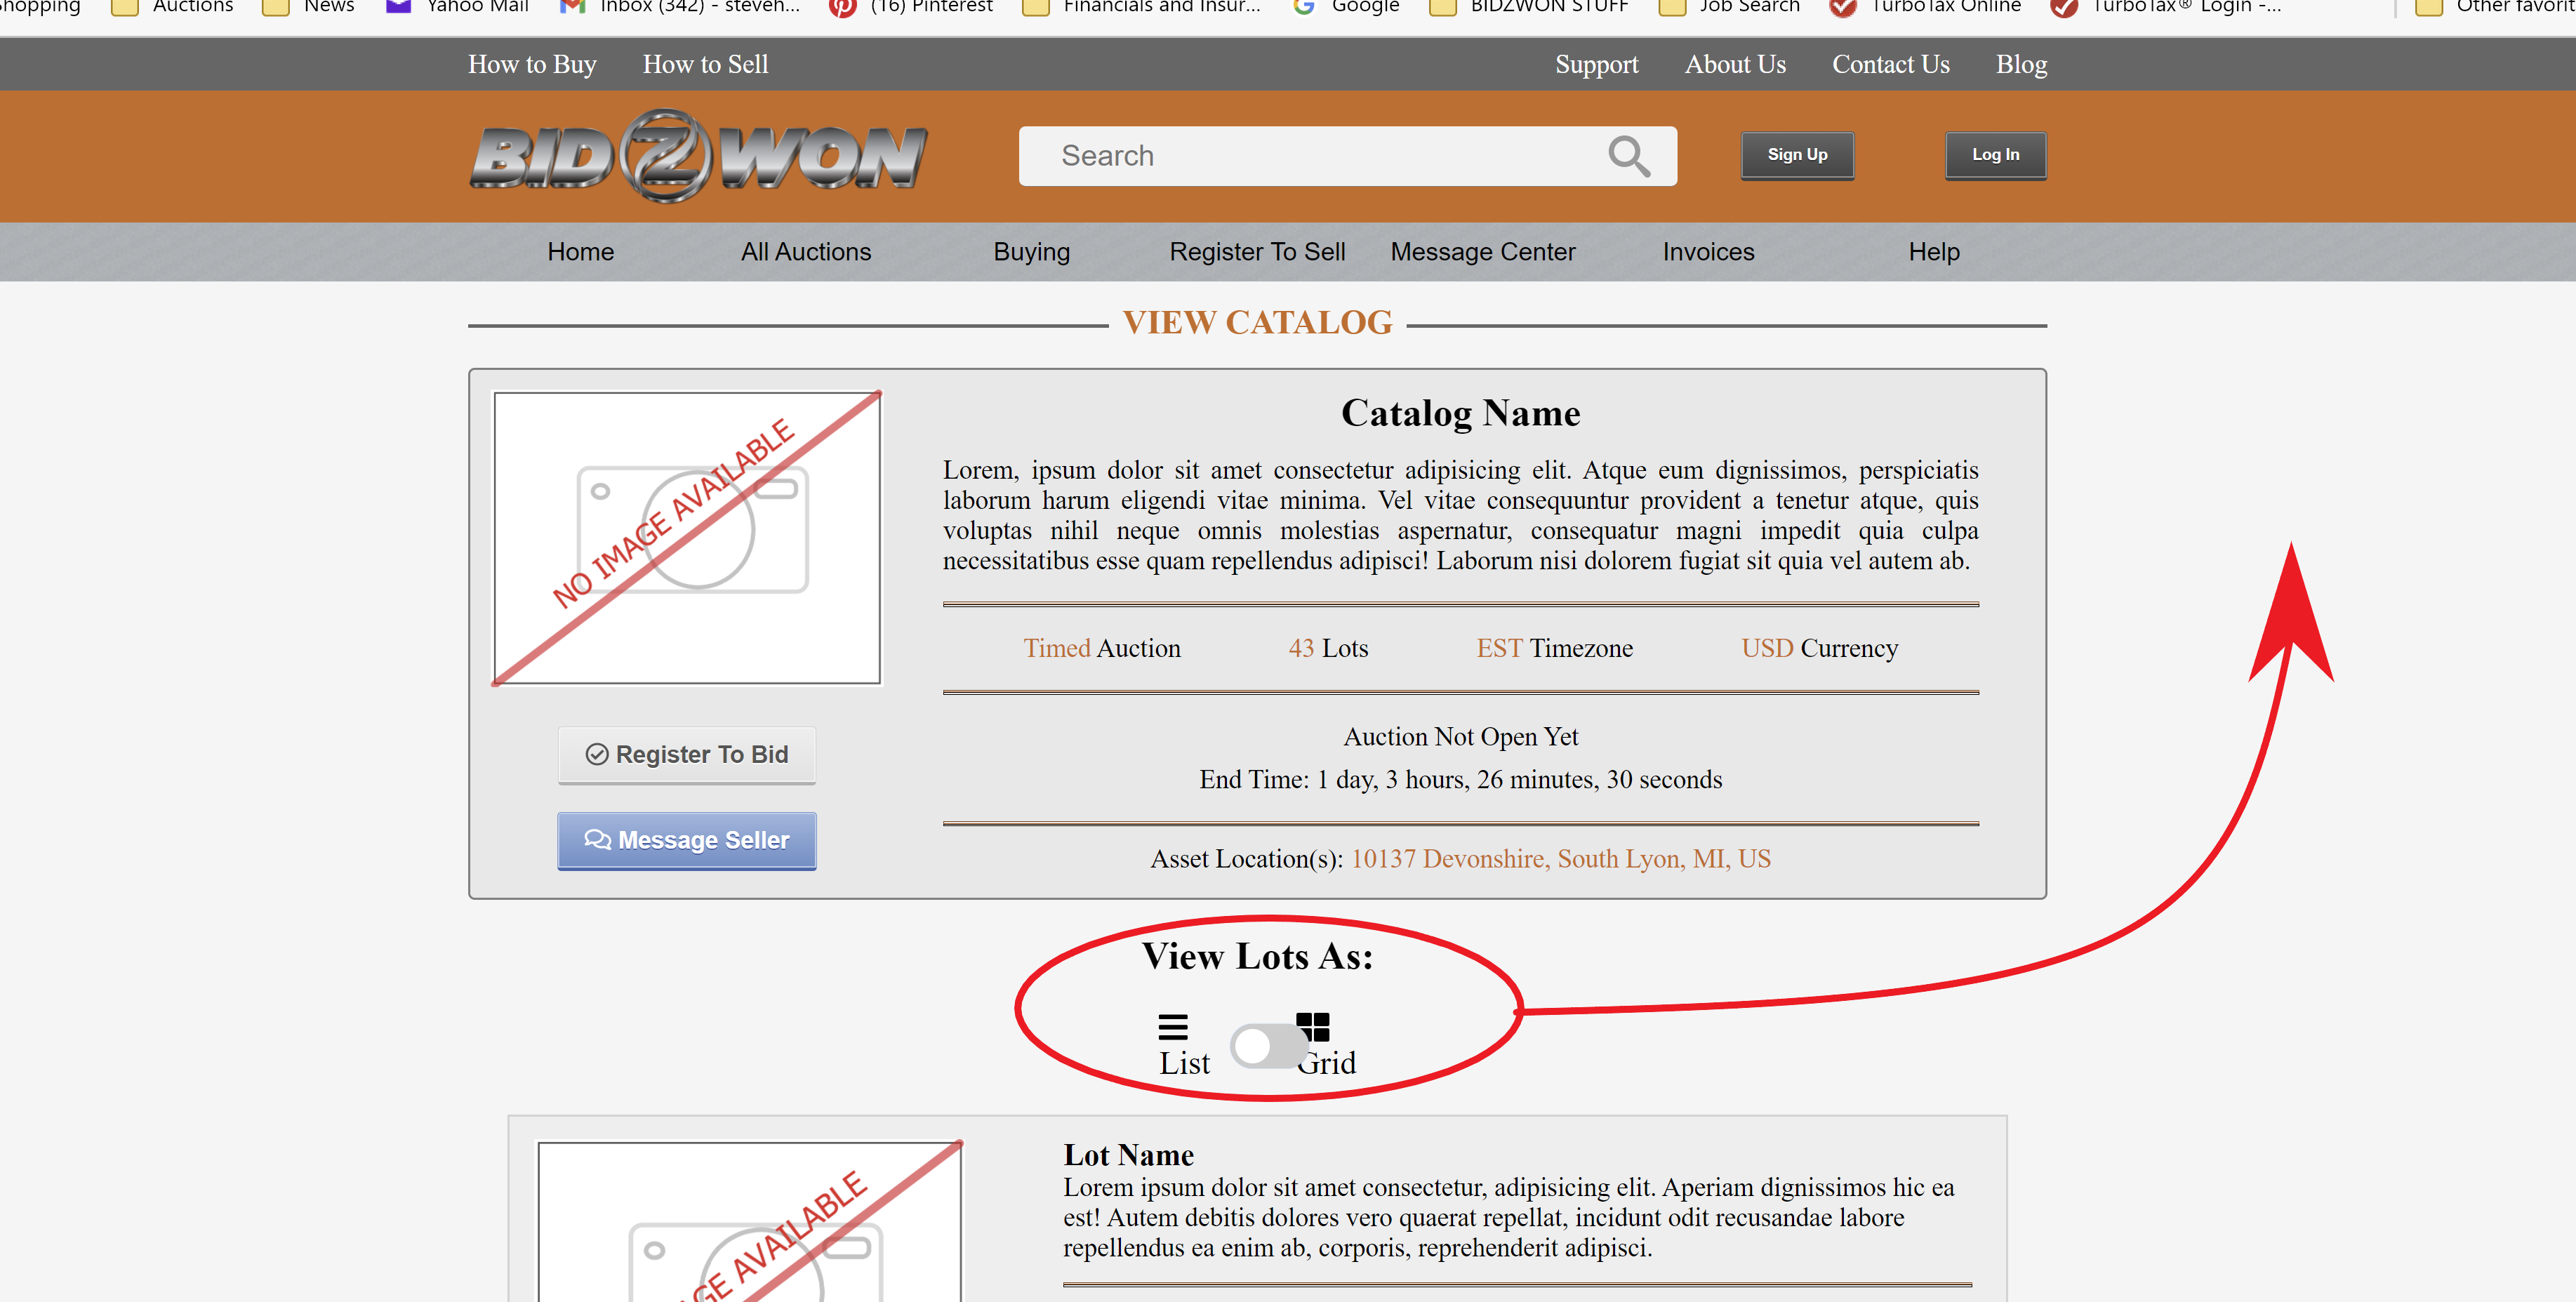 Shopping Auctions News Yahoo Mail Inbox (342) - steveh... (16) Pinterest Financials and Insur... Google BIDZWON STUFF Job Search TurboTax Online TurboTax® Login -... Other favorit
How to Buy How to Sell Support About Us Contact Us Blog
BIDZWON Search Sign Up Log In
Home All Auctions Buying Register To Sell Message Center Invoices Help
VIEW CATALOG
NO IMAGE AVAILABLE
Catalog Name
Lorem, ipsum dolor sit amet consectetur adipisicing elit. Atque eum dignissimos, perspiciatis
laborum harum eligendi vitae minima. Vel vitae consequuntur provident a tenetur atque, quis
voluptas nihil neque omnis molestias aspernatur, consequatur magni impedit quia culpa
necessitatibus esse quam repellendus adipisci! Laborum nisi dolorem fugiat sit quia vel autem ab.
Timed Auction 43 Lots EST Timezone USD Currency
Register To Bid
Auction Not Open Yet
End Time: 1 day, 3 hours, 26 minutes, 30 seconds
Message Seller
Asset Location(s): 10137 Devonshire, South Lyon, MI, US
View Lots As:
List Grid
GE AVAILABLE
Lot Name
Lorem ipsum dolor sit amet consectetur, adipisicing elit. Aperiam dignissimos hic ea
est! Autem debitis dolores vero quaerat repellat, incidunt odit recusandae labore
repellendus ea enim ab, corporis, reprehenderit adipisci.